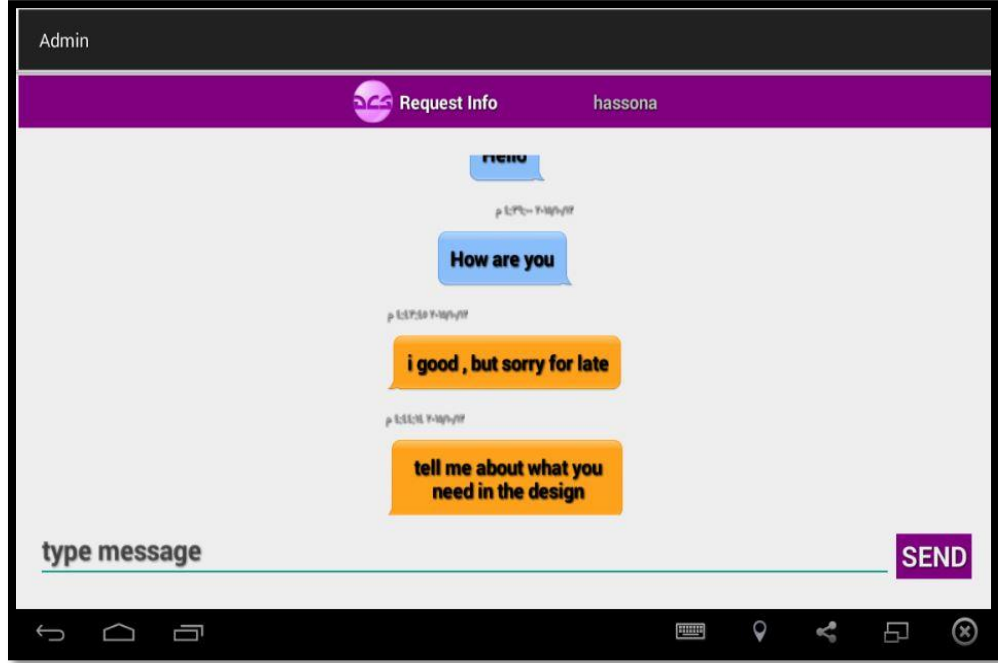 Admin
Request Info hassona
Hello
How are you
i good , but sorry for late
tell me about what you
need in the design
type message
SEND